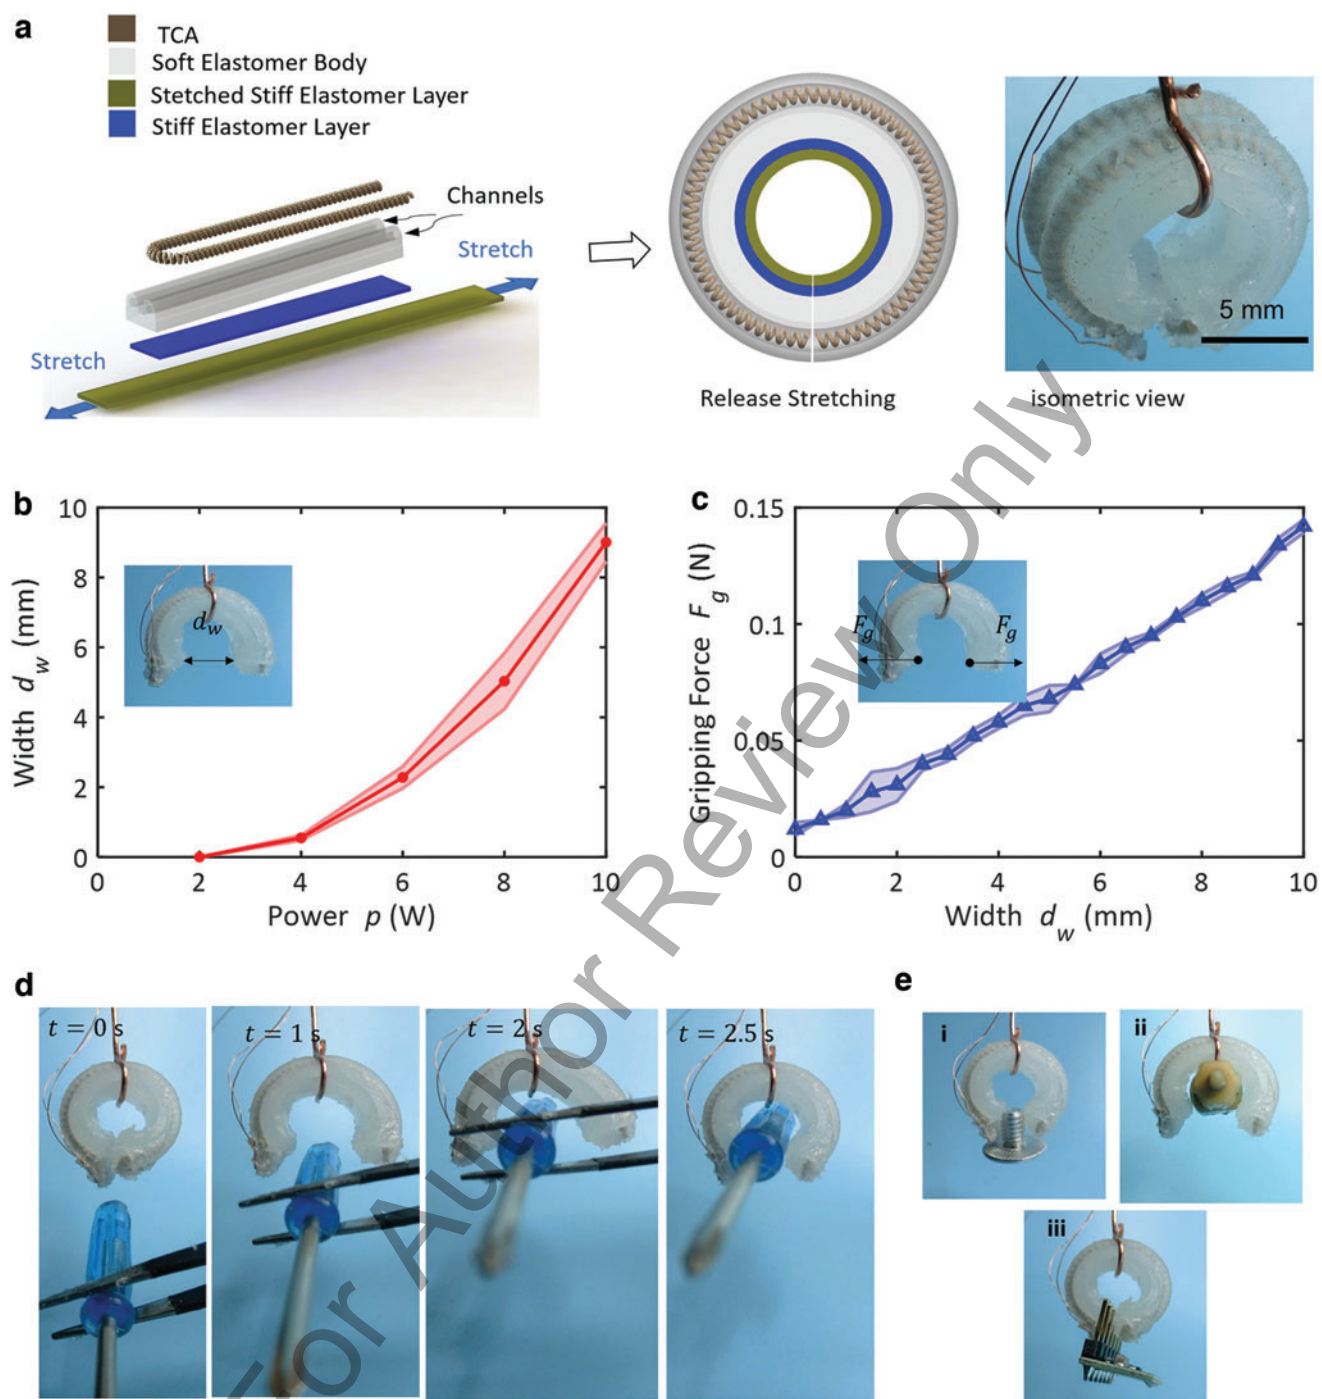 a
TCA
Soft Elastomer Body
Stetched Stiff Elastomer Layer
Stiff Elastomer Layer
Channels
Stretch
Stretch
Release Stretching
5 mm
isometric view
b
10
8
6
4
2
0
0 2 4 6 8 10
Width d_w (mm)
Power p (W)
d_w
c
0.15
0.1
0.05
0
0 2 4 6 8 10
Gripping Force F_g (N)
Width d_w (mm)
F_g
F_g
d
t = 0 s
t = 1 s
t = 2 s
t = 2.5 s
e
i
ii
iii
For Author Review Only